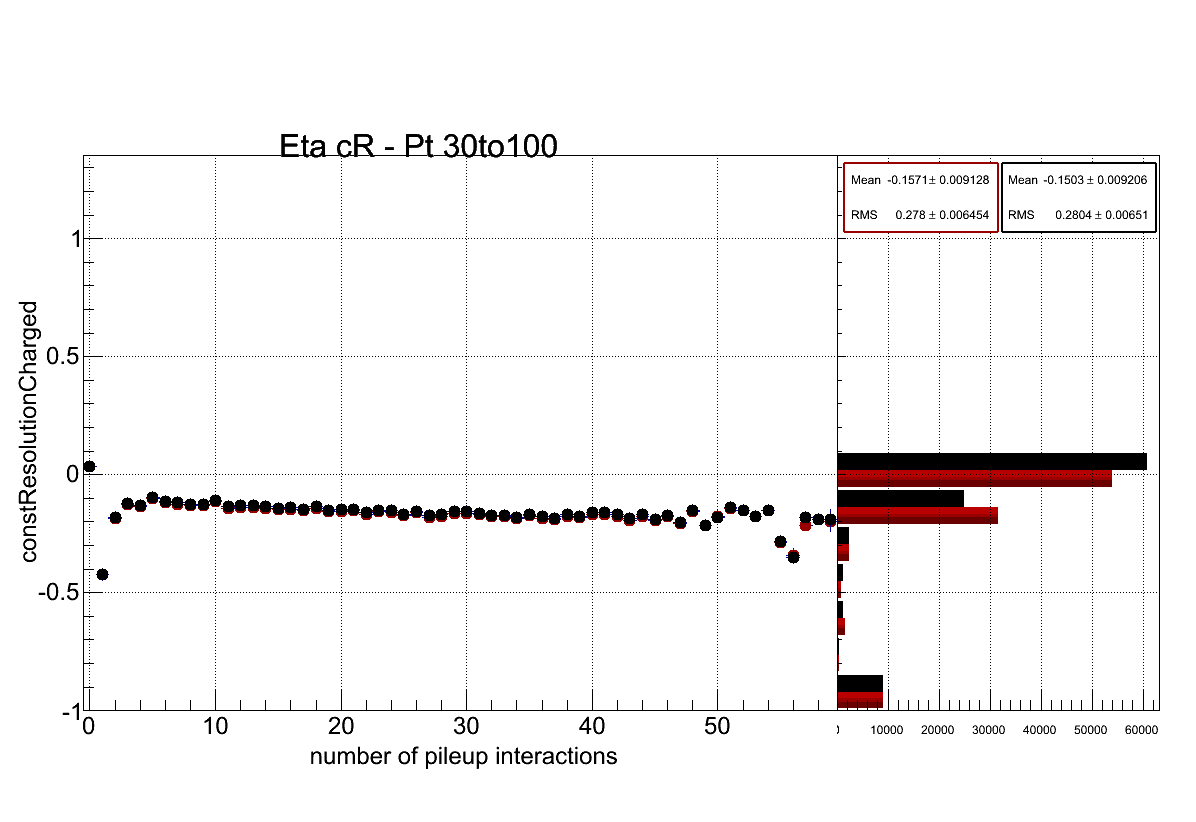 Eta cR - Pt 30to100
Mean -0.1571± 0.009128
RMS 0.278 ± 0.006454
Mean -0.1503 ± 0.009206
RMS 0.2804 ± 0.00651
constResolutionCharged
1
0.5
0
-0.5
-1
0 10 20 30 40 50
10000 20000 30000 40000 50000 60000
number of pileup interactions